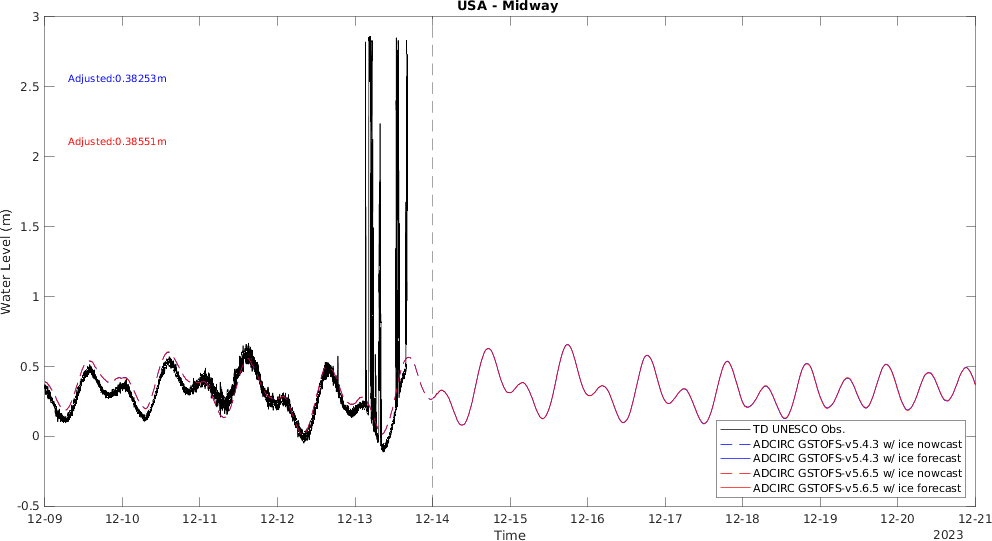 USA - Midway
3
2.5
2
1.5
1
0.5
0
-0.5
Water Level (m)
Adjusted:0.38253m
Adjusted:0.38551m
TD UNESCO Obs.
ADCIRC GSTOFS-v5.4.3 w/ ice nowcast
ADCIRC GSTOFS-v5.4.3 w/ ice forecast
ADCIRC GSTOFS-v5.6.5 w/ ice nowcast
ADCIRC GSTOFS-v5.6.5 w/ ice forecast
12-09 12-10 12-11 12-12 12-13 12-14 12-15 12-16 12-17 12-18 12-19 12-20 12-21
Time
2023